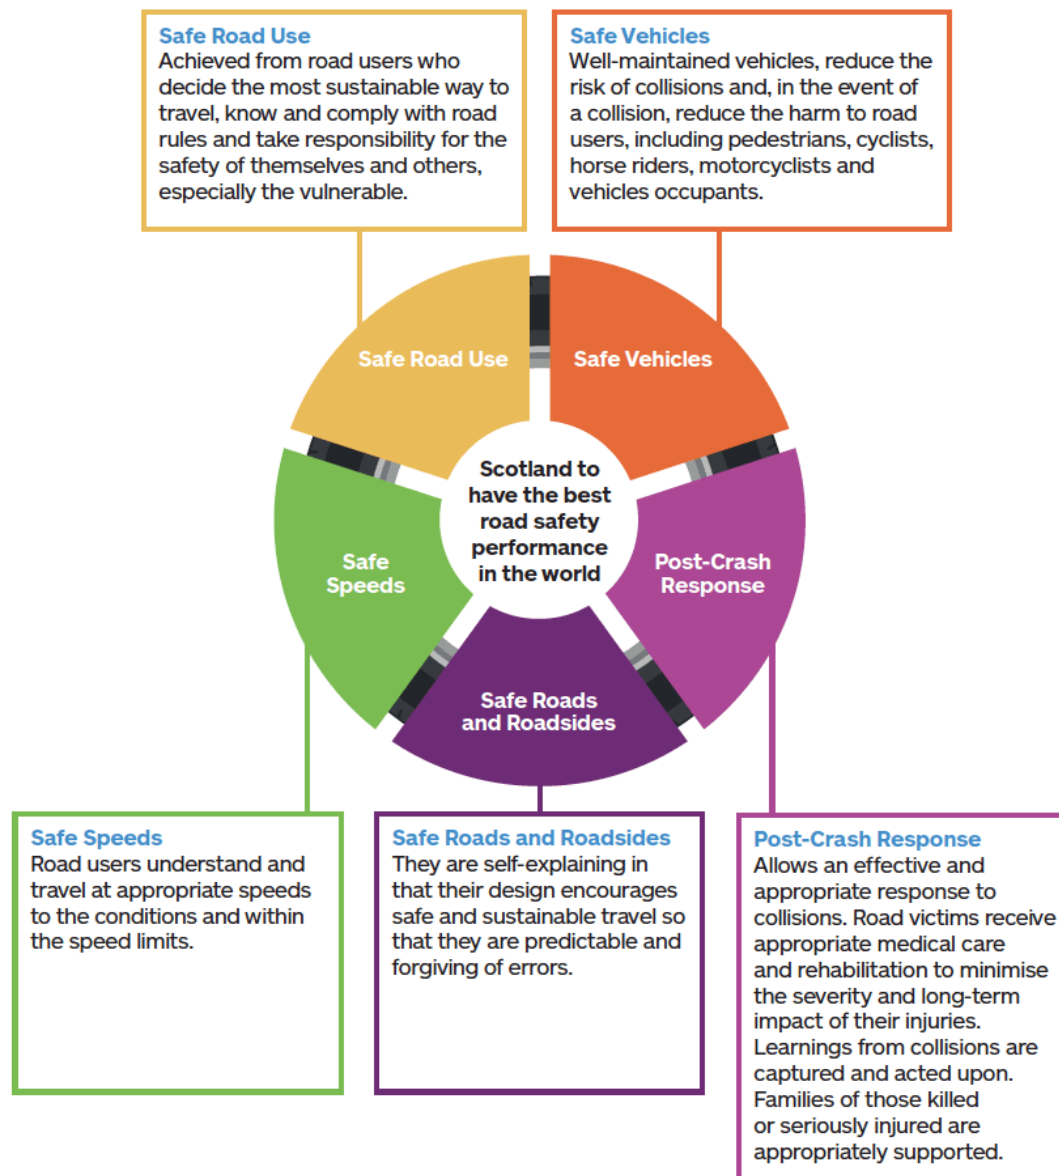 Safe Road Use
Achieved from road users who
decide the most sustainable way to
travel, know and comply with road
rules and take responsibility for the
safety of themselves and others,
especially the vulnerable.
Safe Vehicles
Well-maintained vehicles, reduce the
risk of collisions and, in the event of
a collision, reduce the harm to road
users, including pedestrians, cyclists,
horse riders, motorcyclists and
vehicles occupants.
Safe Road Use
Safe Vehicles
Scotland to
have the best
road safety
performance
in the world
Safe
Speeds
Post-Crash
Response
Safe Roads
and Roadsides
Safe Speeds
Road users understand and
travel at appropriate speeds
to the conditions and within
the speed limits.
Safe Roads and Roadsides
They are self-explaining in
that their design encourages
safe and sustainable travel so
that they are predictable and
forgiving of errors.
Post-Crash Response
Allows an effective and
appropriate response to
collisions. Road victims receive
appropriate medical care
and rehabilitation to minimise
the severity and long-term
impact of their injuries.
Learnings from collisions are
captured and acted upon.
Families of those killed
or seriously injured are
appropriately supported.